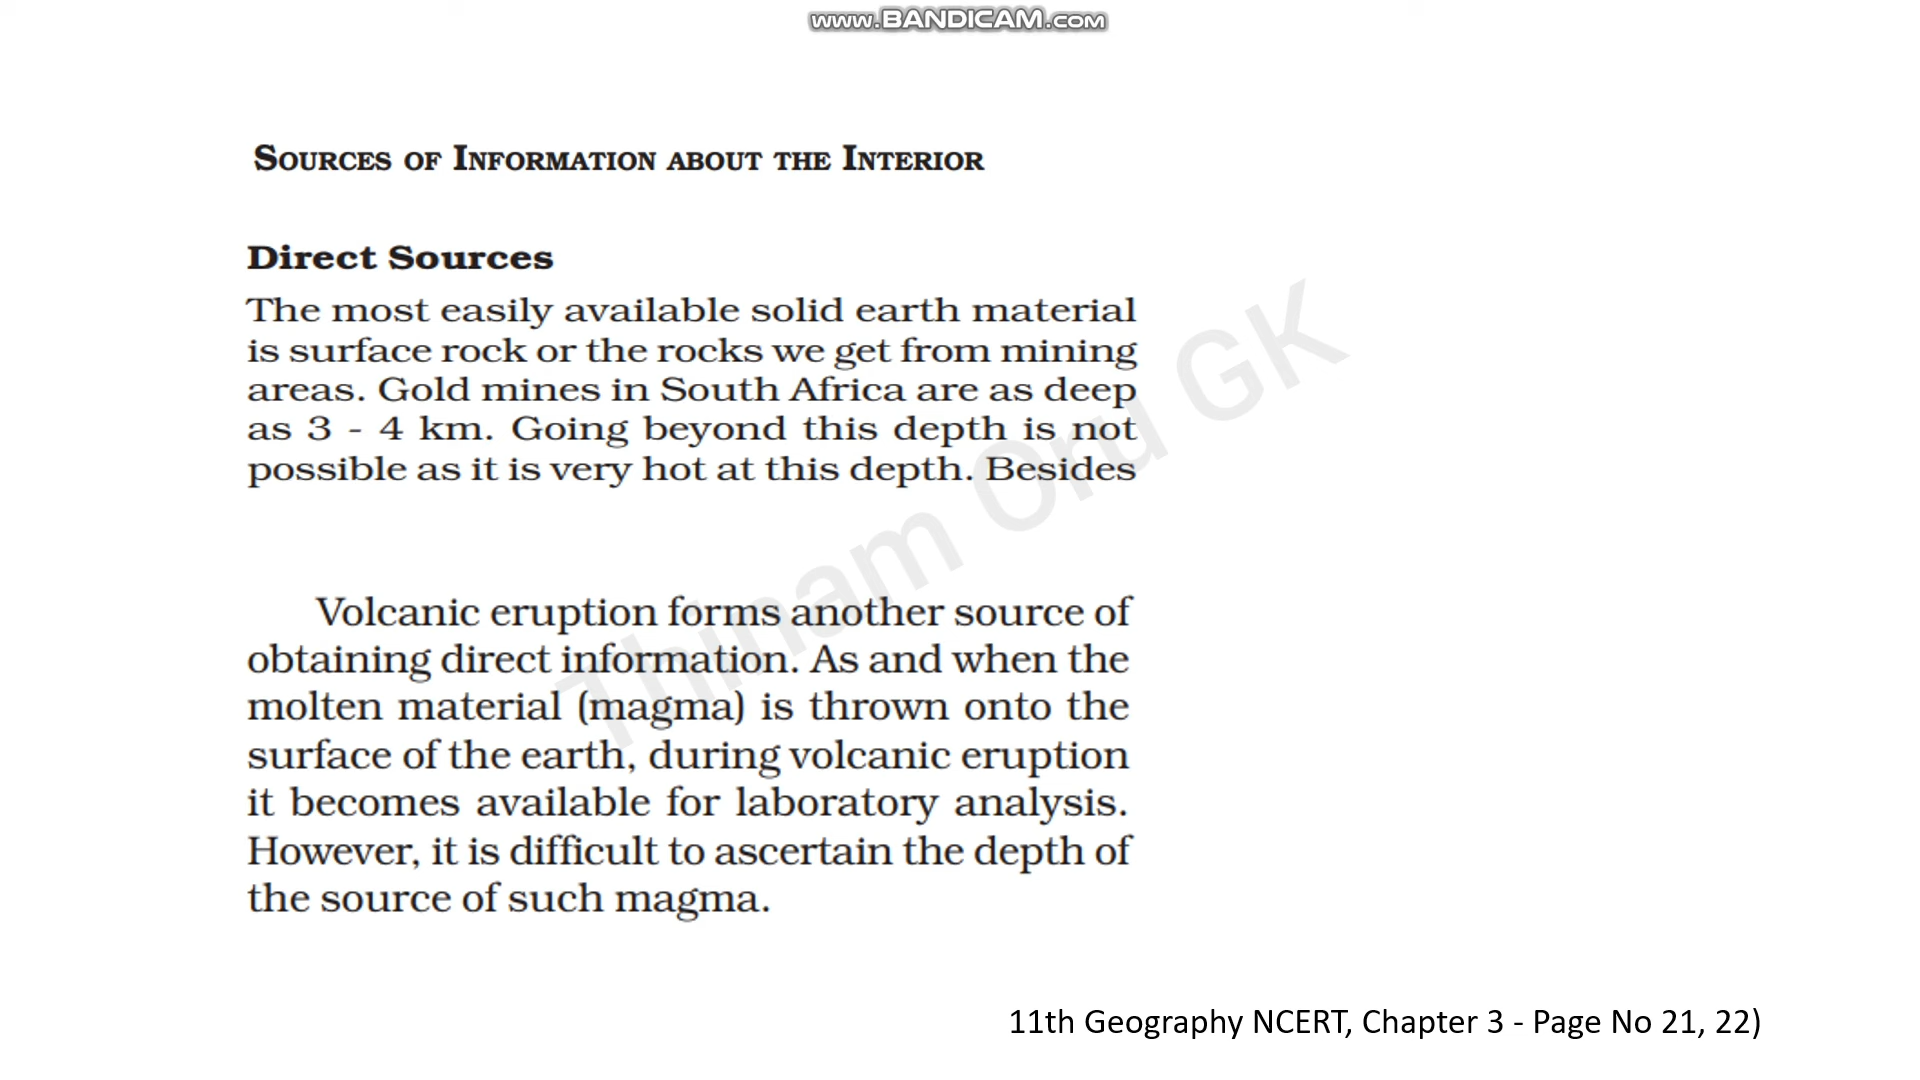 www.BANDICAM.com
SOURCES OF INFORMATION ABOUT THE INTERIOR
Direct Sources
The most easily available solid earth material
is surface rock or the rocks we get from mining
areas. Gold mines in South Africa are as deep
as 3 - 4 km. Going beyond this depth is not
possible as it is very hot at this depth. Besides
Thinam Oru GK
Volcanic eruption forms another source of
obtaining direct information. As and when the
molten material (magma) is thrown onto the
surface of the earth, during volcanic eruption
it becomes available for laboratory analysis.
However, it is difficult to ascertain the depth of
the source of such magma.
11th Geography NCERT, Chapter 3 - Page No 21, 22)